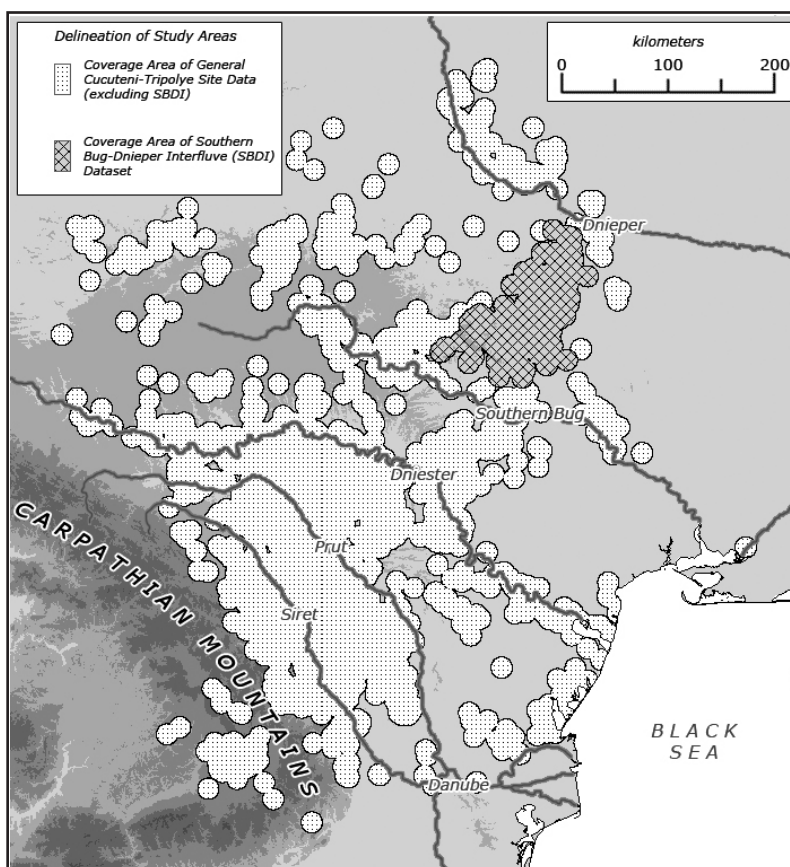 Delineation of Study Areas
Coverage Area of General
Cucuteni-Tripolye Site Data
(excluding SBDI)
Coverage Area of Southern
Bug-Dnieper Interfluve (SBDI)
Dataset
kilometers
0 100 200
Dnieper
Southern Bug
Dniester
Prut
Siret
CARPATHIAN MOUNTAINS
BLACK
SEA
Danube